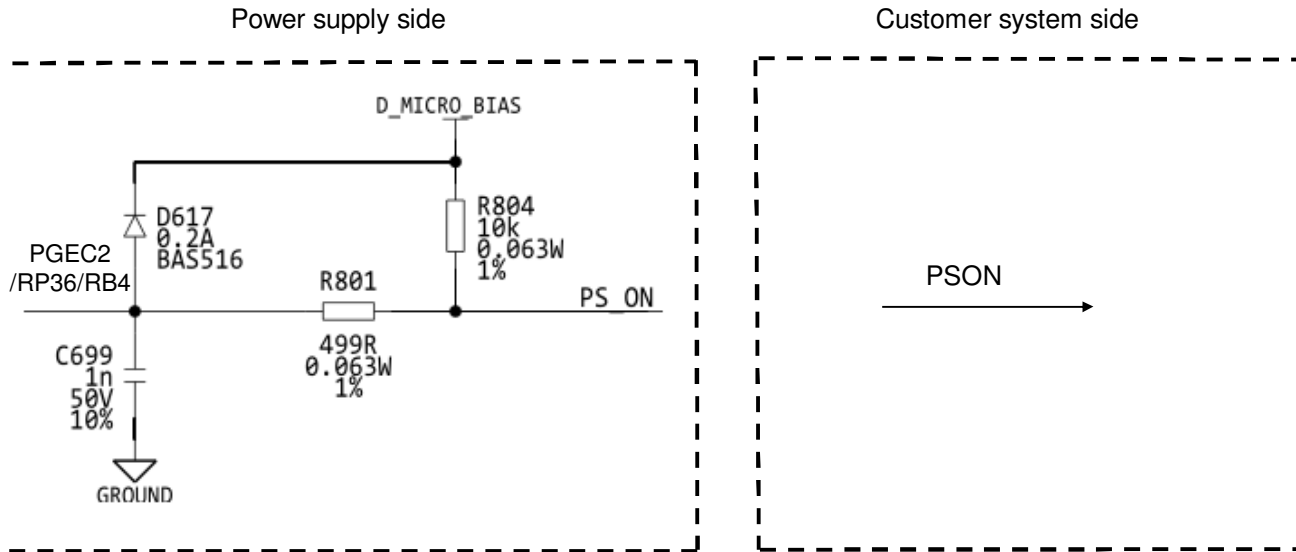 Power supply side
Customer system side
D_MICRO_BIAS
D617
0.2A
BAS516
R804
10k
0.063W
1%
PGEC2
/RP36/RB4
R801
499R
0.063W
1%
PS_ON
PSON
C699
1n
50V
10%
GROUND